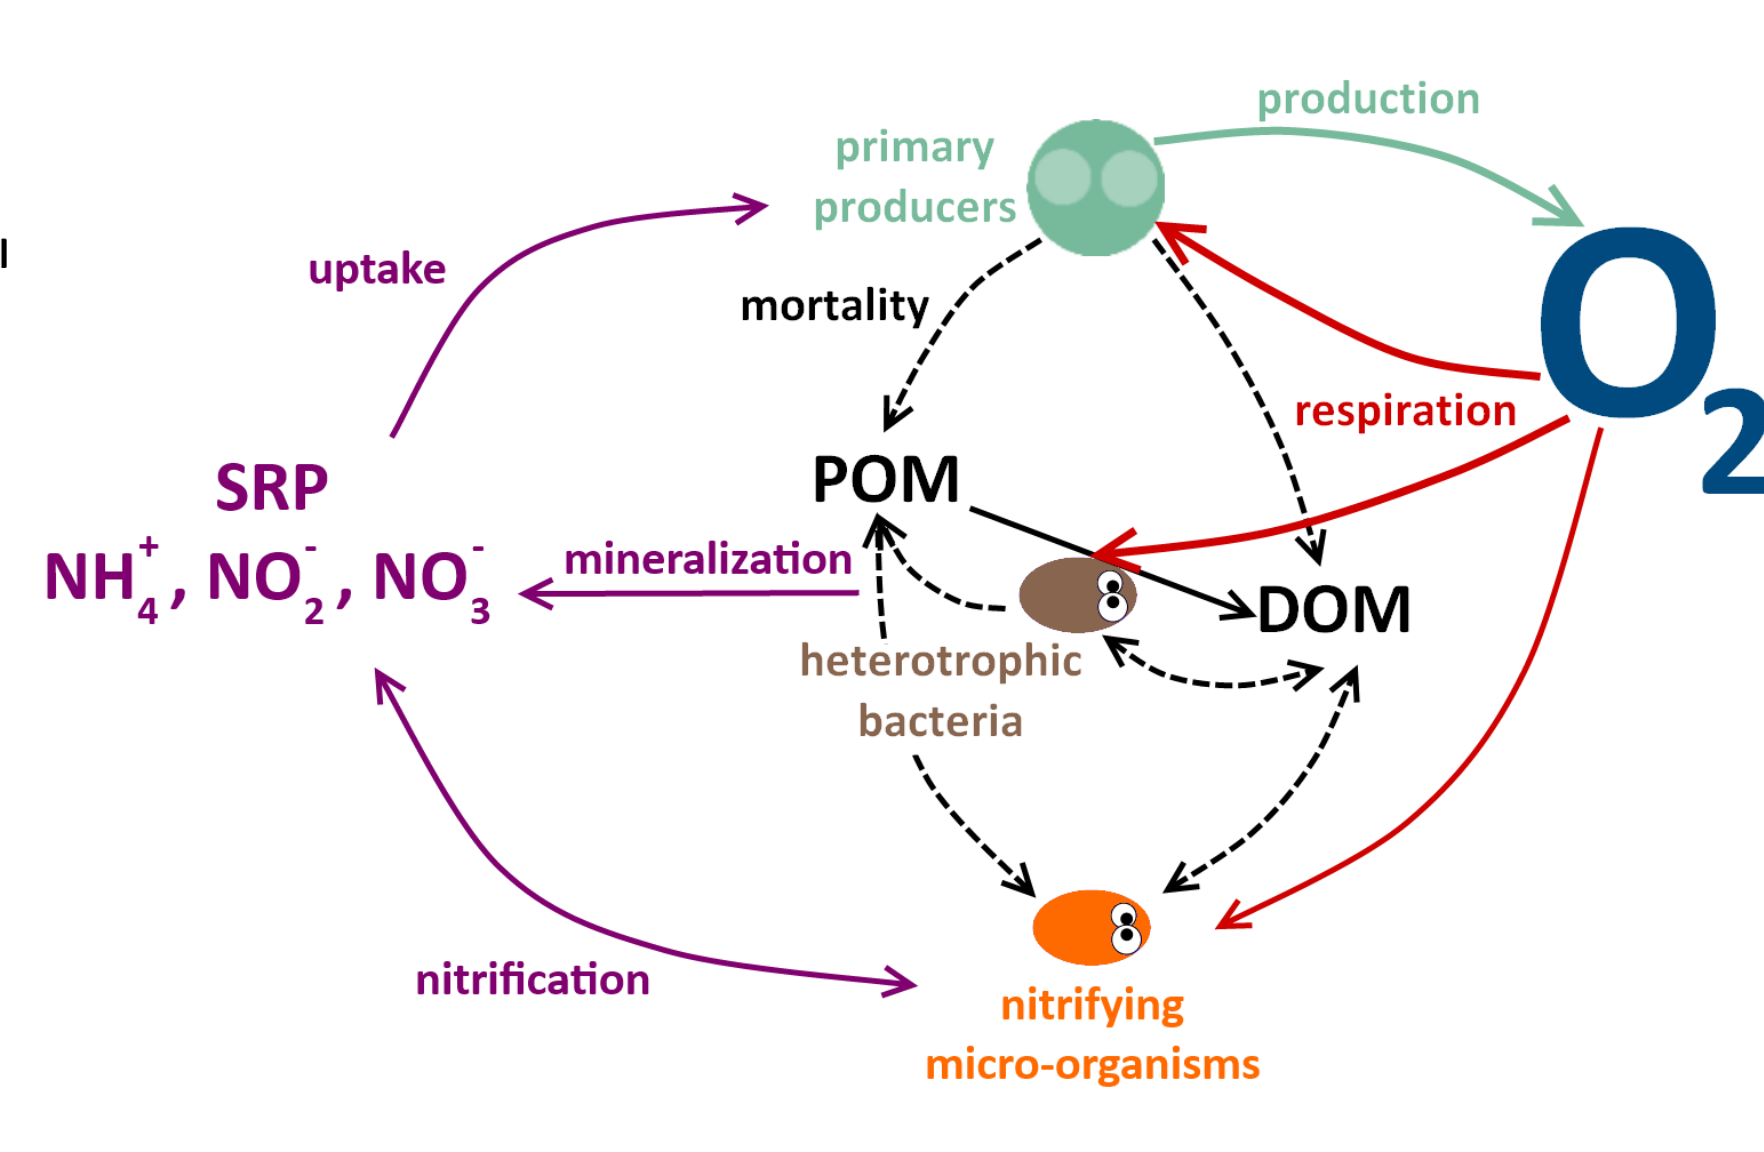 production
primary
producers
uptake
mortality
O2
respiration
POM
SRP
NH4+, NO2-, NO3-
mineralization
DOM
heterotrophic
bacteria
nitrification
nitrifying
micro-organisms